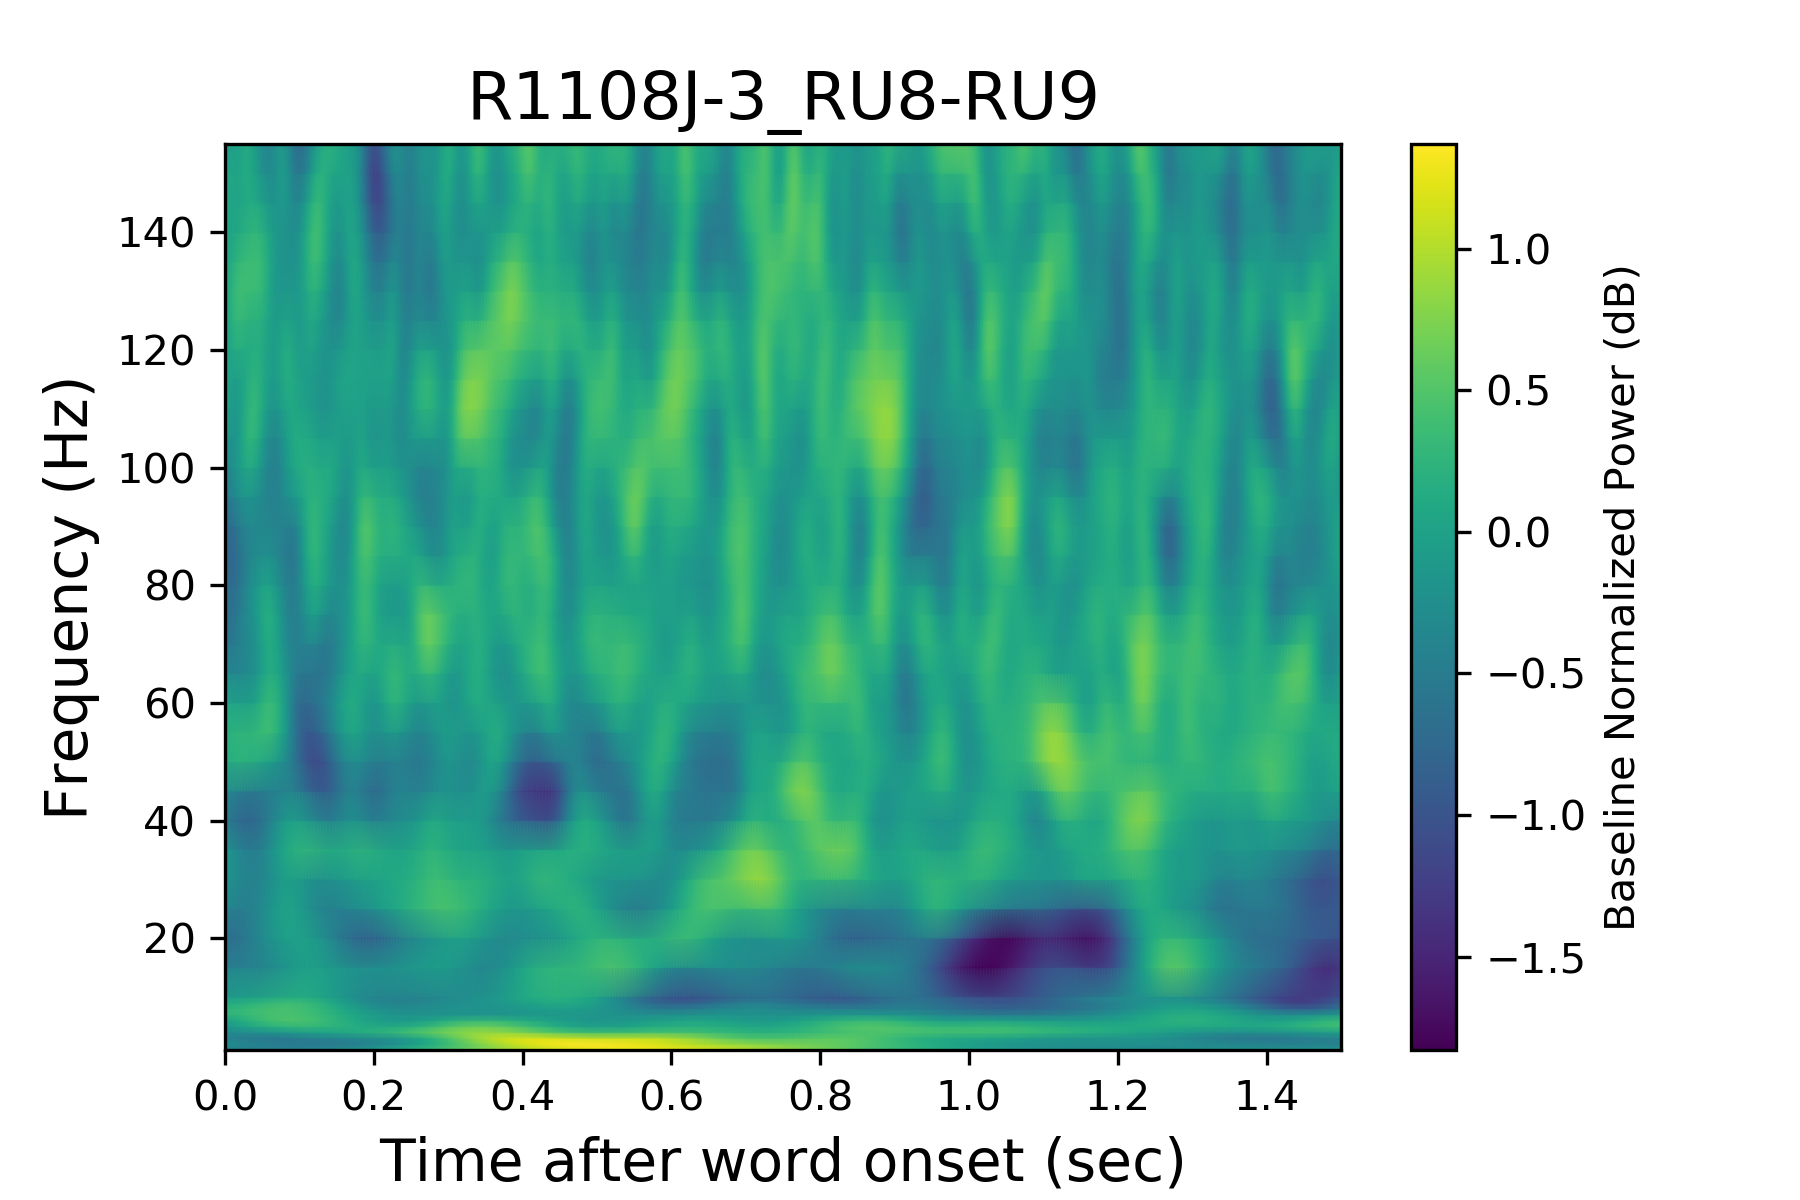 R1108J-3_RU8-RU9
Frequency (Hz)
140
120
100
80
60
40
20
0.0 0.2 0.4 0.6 0.8 1.0 1.2 1.4
Time after word onset (sec)
1.0
0.5
0.0
−0.5
−1.0
−1.5
Baseline Normalized Power (dB)